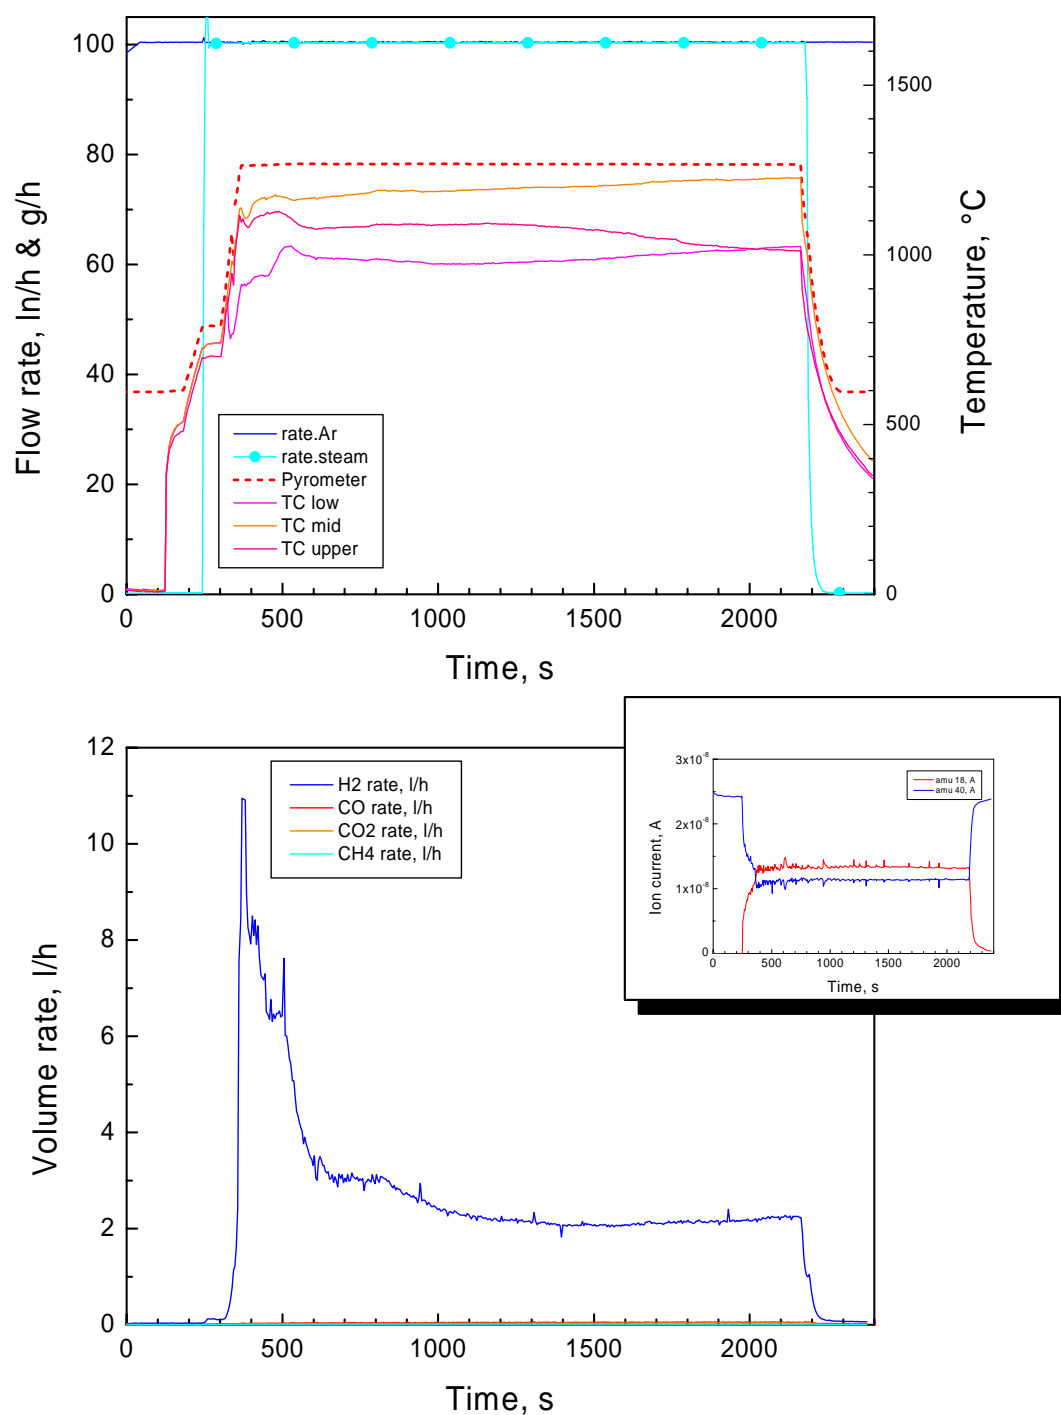 100
80
60
40
20
0
Flow rate, ln/h & g/h
1500
1000
500
0
Temperature, °C
rate.Ar
rate.steam
Pyrometer
TC low
TC mid
TC upper
0 500 1000 1500 2000
Time, s
12
10
8
6
4
2
0
Volume rate, l/h
H2 rate, l/h
CO rate, l/h
CO2 rate, l/h
CH4 rate, l/h
3x10⁻⁸
2x10⁻⁸
1x10⁻⁸
0
Ion current, A
amu 18, A
amu 40, A
0 500 1000 1500 2000
Time, s
0 500 1000 1500 2000
Time, s